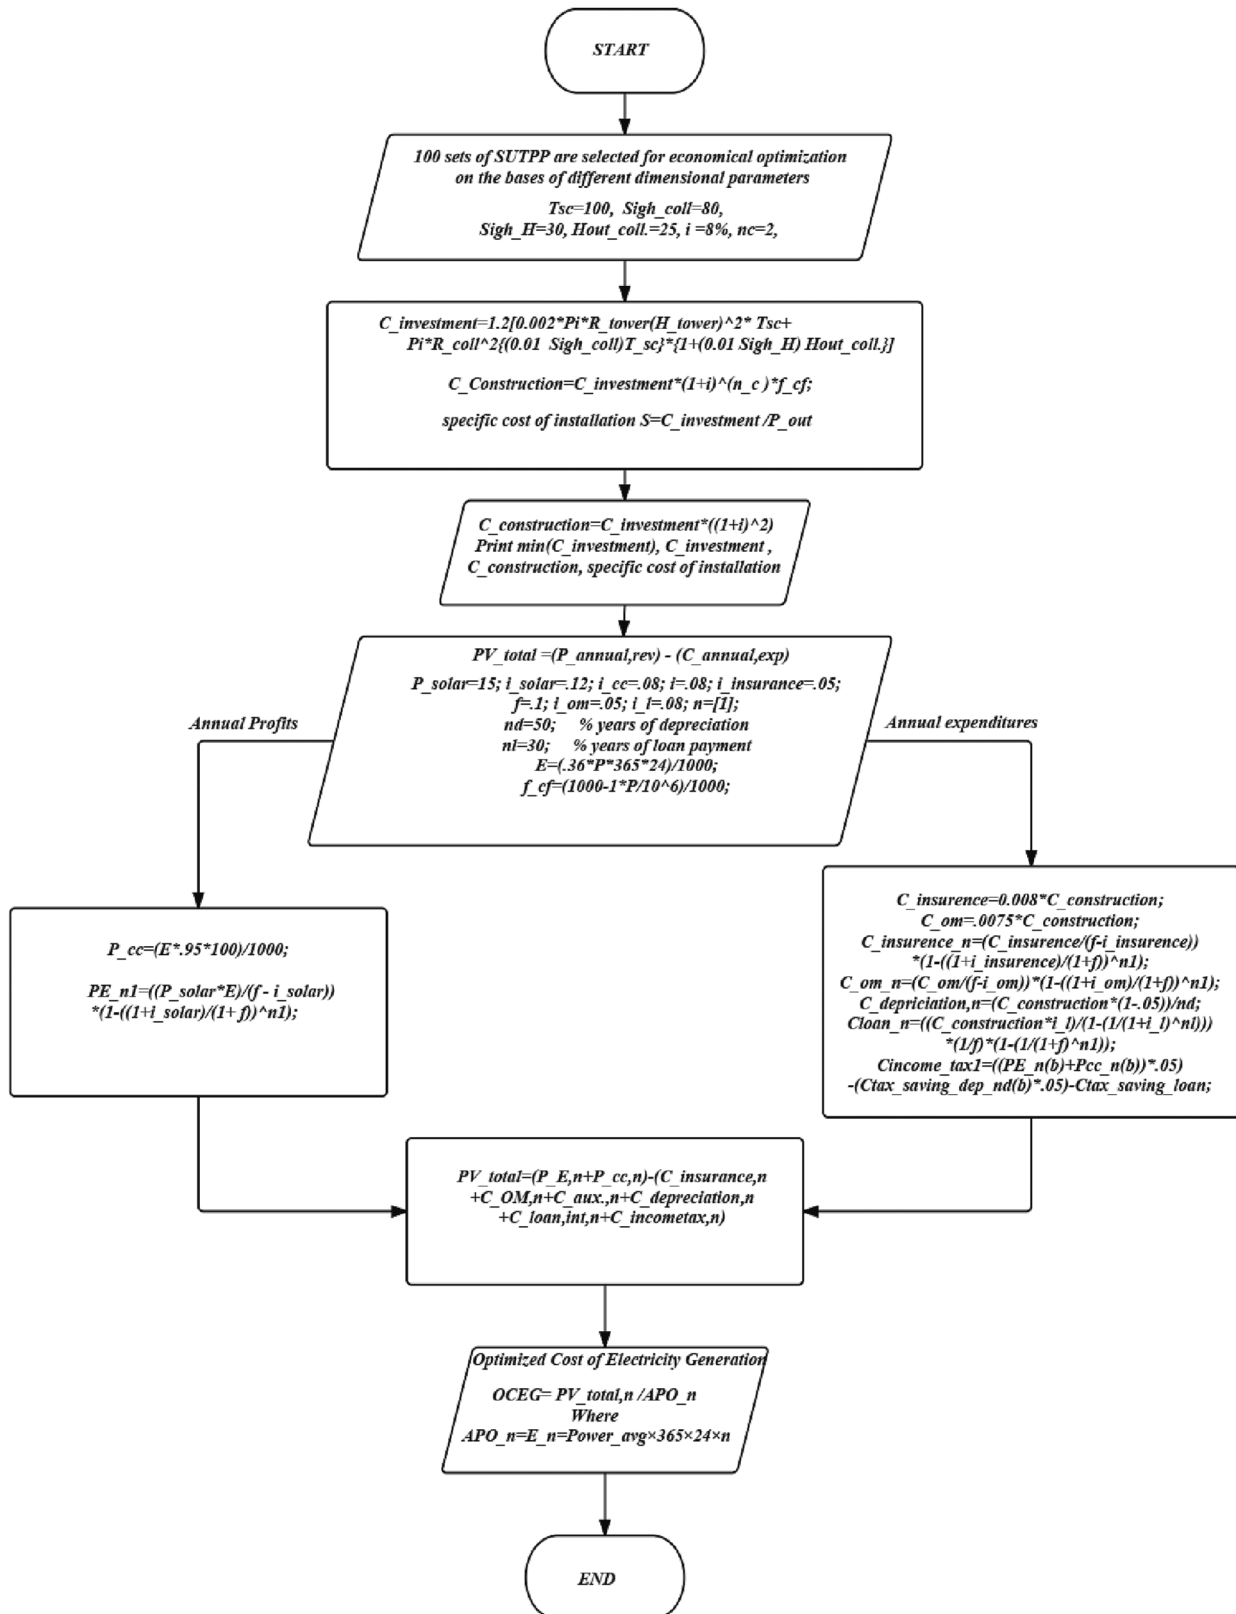 START
100 sets of SUTPP are selected for economical optimization
on the bases of different dimensional parameters
Tsc=100, Sigh_coll=80,
Sigh_H=30, Hout_coll.=25, i =8%, nc=2,
C_investment=1.2[0.002*Pi*R_tower(H_tower)^2* Tsc+
Pi*R_coll^2{(0.01 Sigh_coll)T_sc}*{1+(0.01 Sigh_H) Hout_coll.}]
C_Construction=C_investment*(1+i)^(n_c )*f_cf;
specific cost of installation S=C_investment /P_out
C_construction=C_investment*((1+i)^2)
Print min(C_investment), C_investment ,
C_construction, specific cost of installation
PV_total =(P_annual,rev) - (C_annual,exp)
P_solar=15; i_solar=.12; i_cc=.08; i=.08; i_insurance=.05;
f=.1; i_om=.05; i_l=.08; n=[1];
nd=50; % years of depreciation
nl=30; % years of loan payment
E=(.36*P*365*24)/1000;
f_cf=(1000-1*P/10^6)/1000;
Annual Profits
Annual expenditures
P_cc=(E*.95*100)/1000;
PE_n1=((P_solar*E)/(f - i_solar))
*(1-((1+i_solar)/(1+ f))^n1);
C_insurence=0.008*C_construction;
C_om=.0075*C_construction;
C_insurence_n=(C_insurence/(f-i_insurence))
*(1-((1+i_insurence)/(1+f))^n1);
C_om_n=(C_om/(f-i_om))*(1-((1+i_om)/(1+f))^n1);
C_depriciation,n=(C_construction*(1-.05))/nd;
Cloan_n=((C_construction*i_l)/(1-(1/(1+i_l)^nl)))
*(1/f)*(1-(1/(1+f)^n1));
Cincome_tax1=((PE_n(b)+Pcc_n(b))*.05)
-(Ctax_saving_dep_nd(b)*.05)-Ctax_saving_loan;
PV_total=(P_E,n+P_cc,n)-(C_insurance,n
+C_OM,n+C_aux.,n+C_depreciation,n
+C_loan,int,n+C_incometax,n)
Optimized Cost of Electricity Generation
OCEG= PV_total,n /APO_n
Where
APO_n=E_n=Power_avg×365×24×n
END